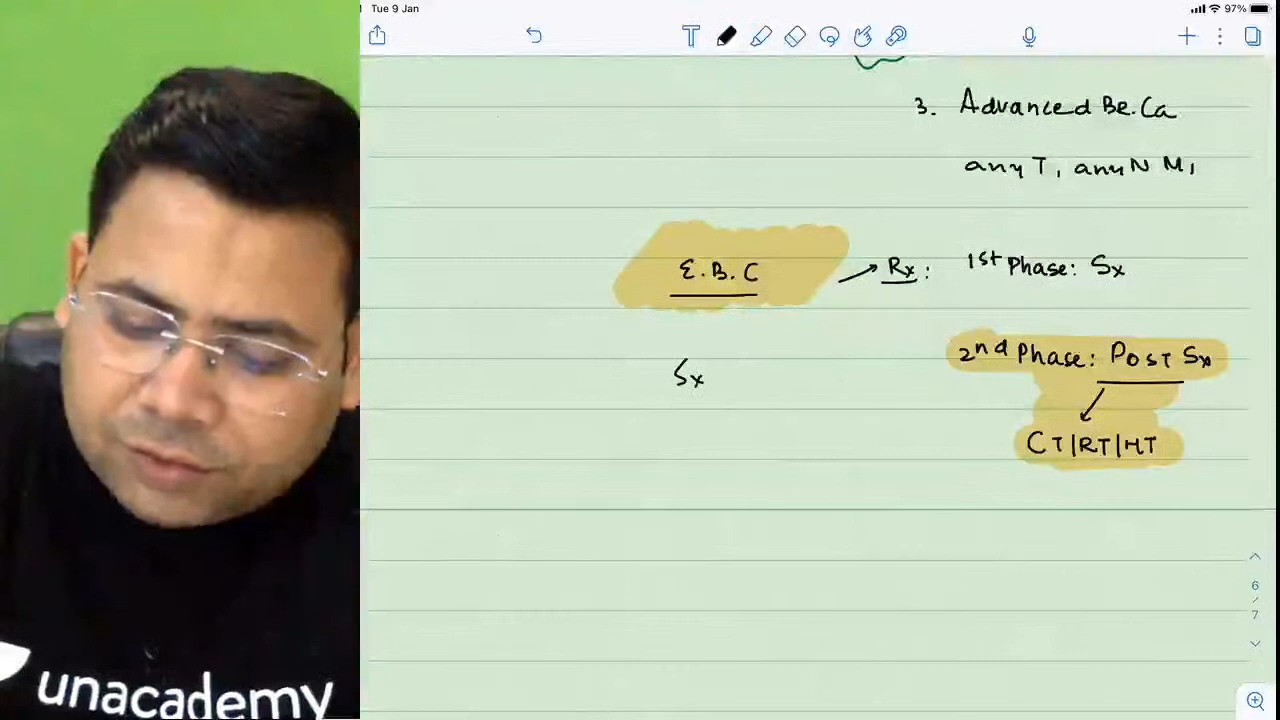 Tue 9 Jan
97%
3. Advanced Be.Ca
any T, any N M1
E.B.C
Rx: 1st Phase: Sx
2nd Phase: Post Sx
Sx
CT|RT|HT
6
7
unacademy